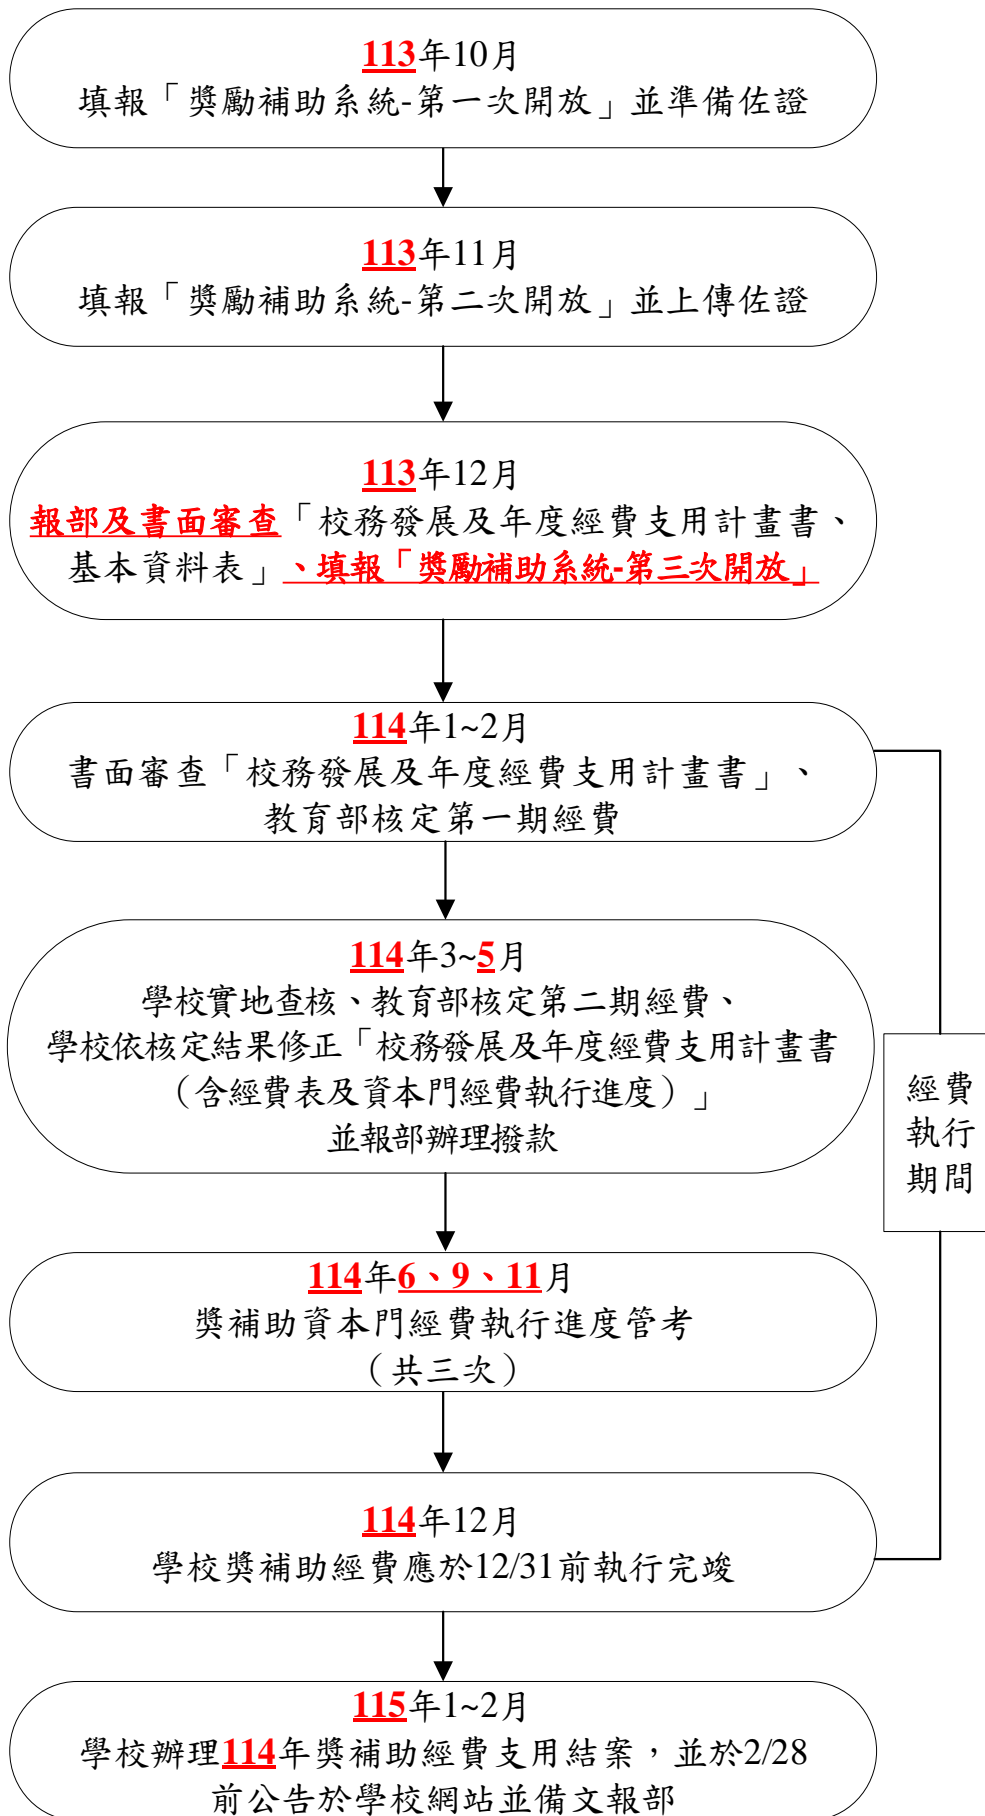 113年10月
填報「獎勵補助系統-第一次開放」並準備佐證
113年11月
填報「獎勵補助系統-第二次開放」並上傳佐證
113年12月
報部及書面審查「校務發展及年度經費支用計畫書、
基本資料表」、填報「獎勵補助系統-第三次開放」
114年1~2月
書面審查「校務發展及年度經費支用計畫書」、
教育部核定第一期經費
114年3~5月
學校實地查核、教育部核定第二期經費、
學校依核定結果修正「校務發展及年度經費支用計畫書
（含經費表及資本門經費執行進度）」
並報部辦理撥款
經費
執行
期間
114年6、9、11月
獎補助資本門經費執行進度管考
（共三次）
114年12月
學校獎補助經費應於12/31前執行完竣
115年1~2月
學校辦理114年獎補助經費支用結案，並於2/28
前公告於學校網站並備文報部